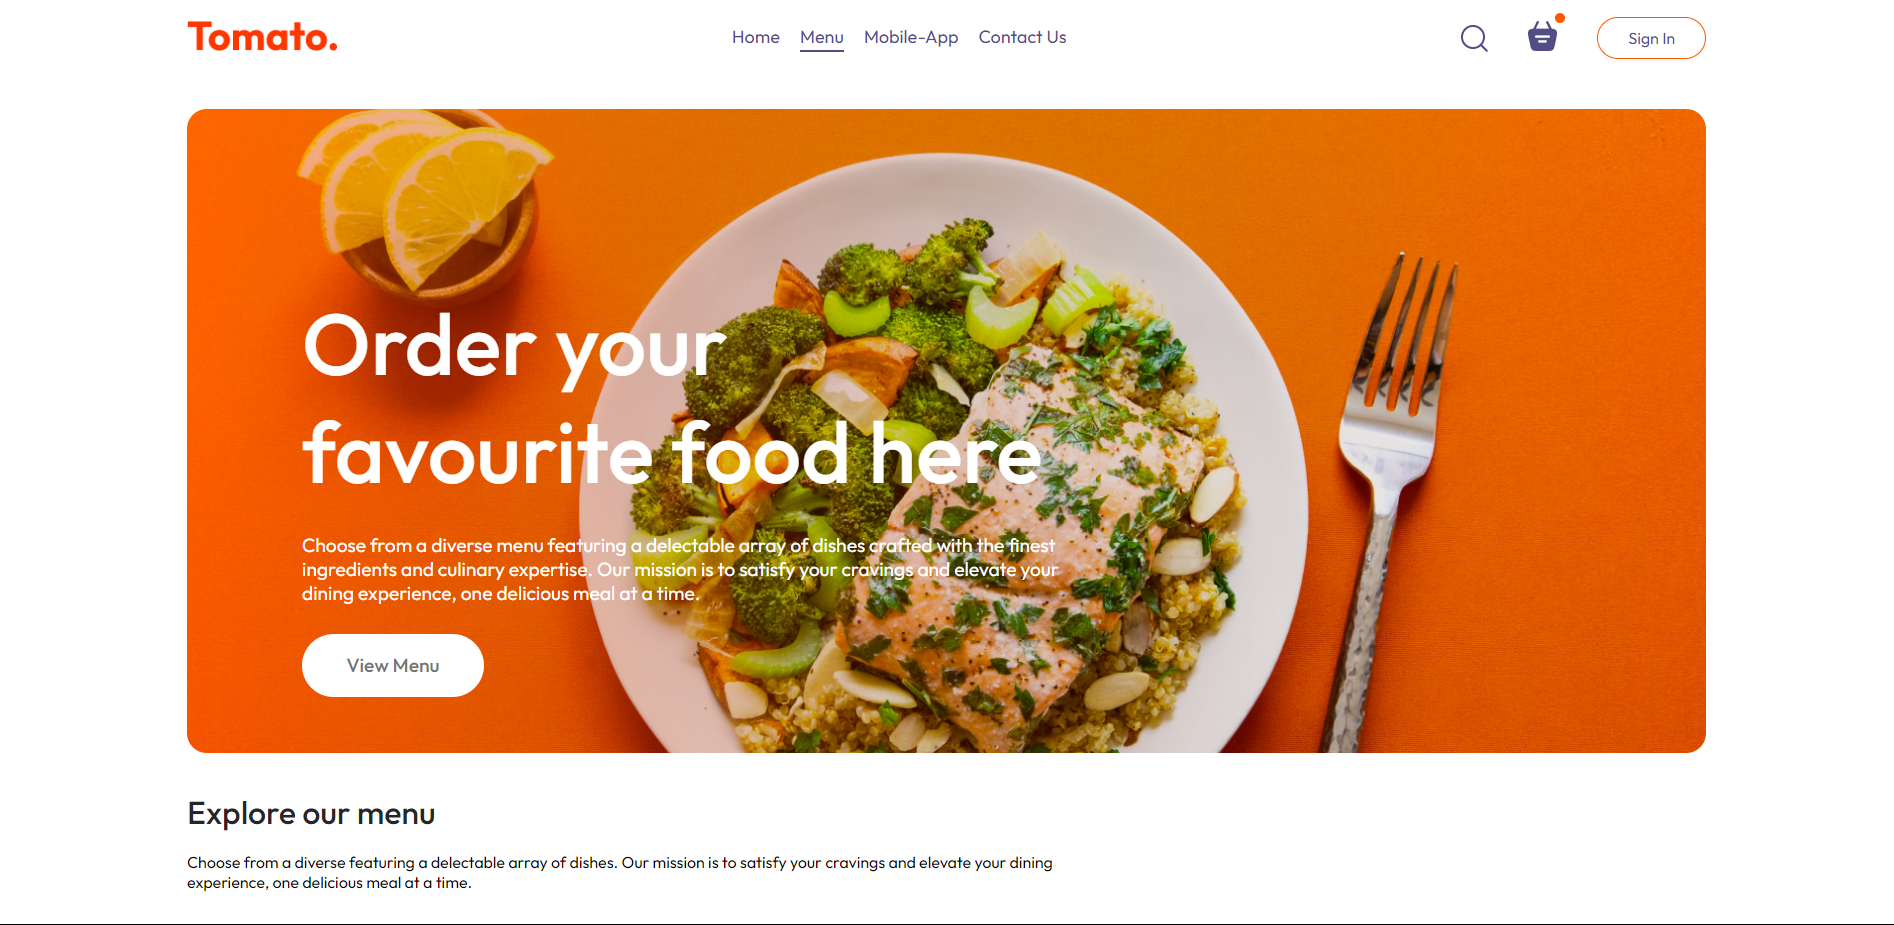 Tomato.
Home Menu Mobile-App Contact Us
Sign In
Order your
favourite food here
Choose from a diverse menu featuring a delectable array of dishes crafted with the finest
ingredients and culinary expertise. Our mission is to satisfy your cravings and elevate your
dining experience, one delicious meal at a time.
View Menu
Explore our menu
Choose from a diverse featuring a delectable array of dishes. Our mission is to satisfy your cravings and elevate your dining
experience, one delicious meal at a time.